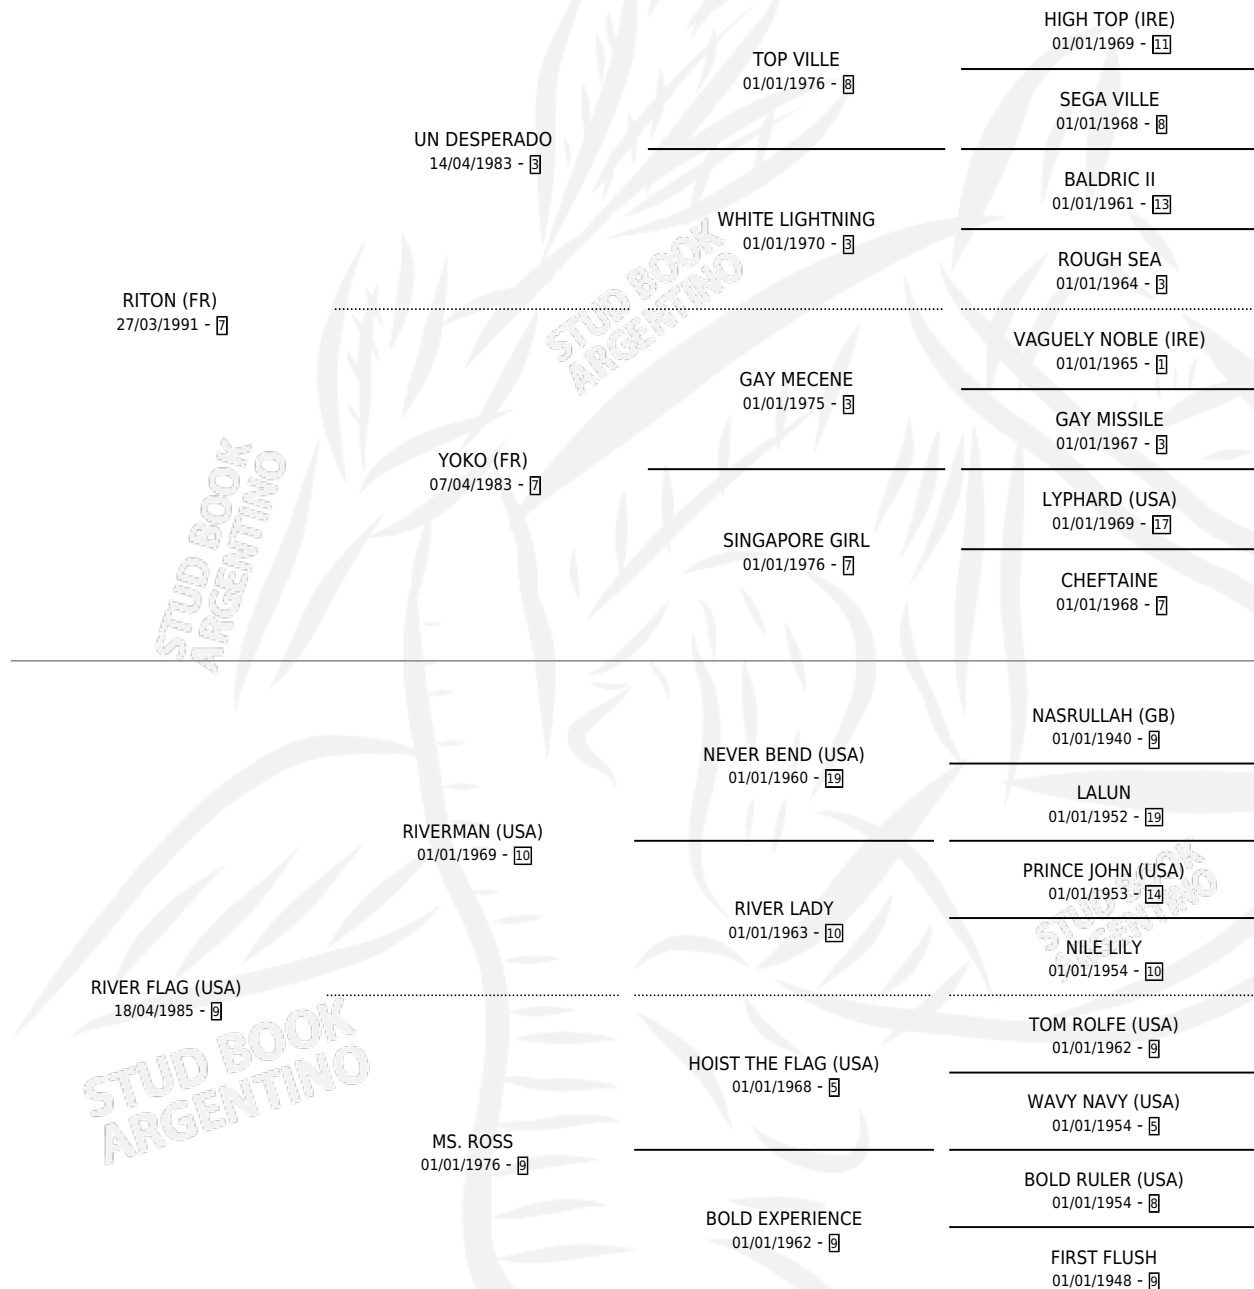 HIGH TOP (IRE)
01/01/1969 - 11
TOP VILLE
01/01/1976 - 8
SEGA VILLE
01/01/1968 - 8
UN DESPERADO
14/04/1983 - 3
BALDRIC II
01/01/1961 - 13
WHITE LIGHTNING
01/01/1970 - 3
ROUGH SEA
01/01/1964 - 3
RITON (FR)
27/03/1991 - 7
VAGUELY NOBLE (IRE)
01/01/1965 - 1
GAY MECENE
01/01/1975 - 3
GAY MISSILE
01/01/1967 - 3
YOKO (FR)
07/04/1983 - 7
LYPHARD (USA)
01/01/1969 - 17
SINGAPORE GIRL
01/01/1976 - 7
CHEFTAINE
01/01/1968 - 7
NASRULLAH (GB)
01/01/1940 - 9
NEVER BEND (USA)
01/01/1960 - 19
LALUN
01/01/1952 - 19
RIVERMAN (USA)
01/01/1969 - 10
PRINCE JOHN (USA)
01/01/1953 - 14
RIVER LADY
01/01/1963 - 10
NILE LILY
01/01/1954 - 10
RIVER FLAG (USA)
18/04/1985 - 9
TOM ROLFE (USA)
01/01/1962 - 9
HOIST THE FLAG (USA)
01/01/1968 - 5
WAVY NAVY (USA)
01/01/1954 - 5
MS. ROSS
01/01/1976 - 9
BOLD RULER (USA)
01/01/1954 - 8
BOLD EXPERIENCE
01/01/1962 - 9
FIRST FLUSH
01/01/1948 - 9
STUD BOOK
ARGENTINO
STUD BOOK
ARGENTINO
STUD BOOK
ARGENTINO
STUD BOOK
ARGENTINO